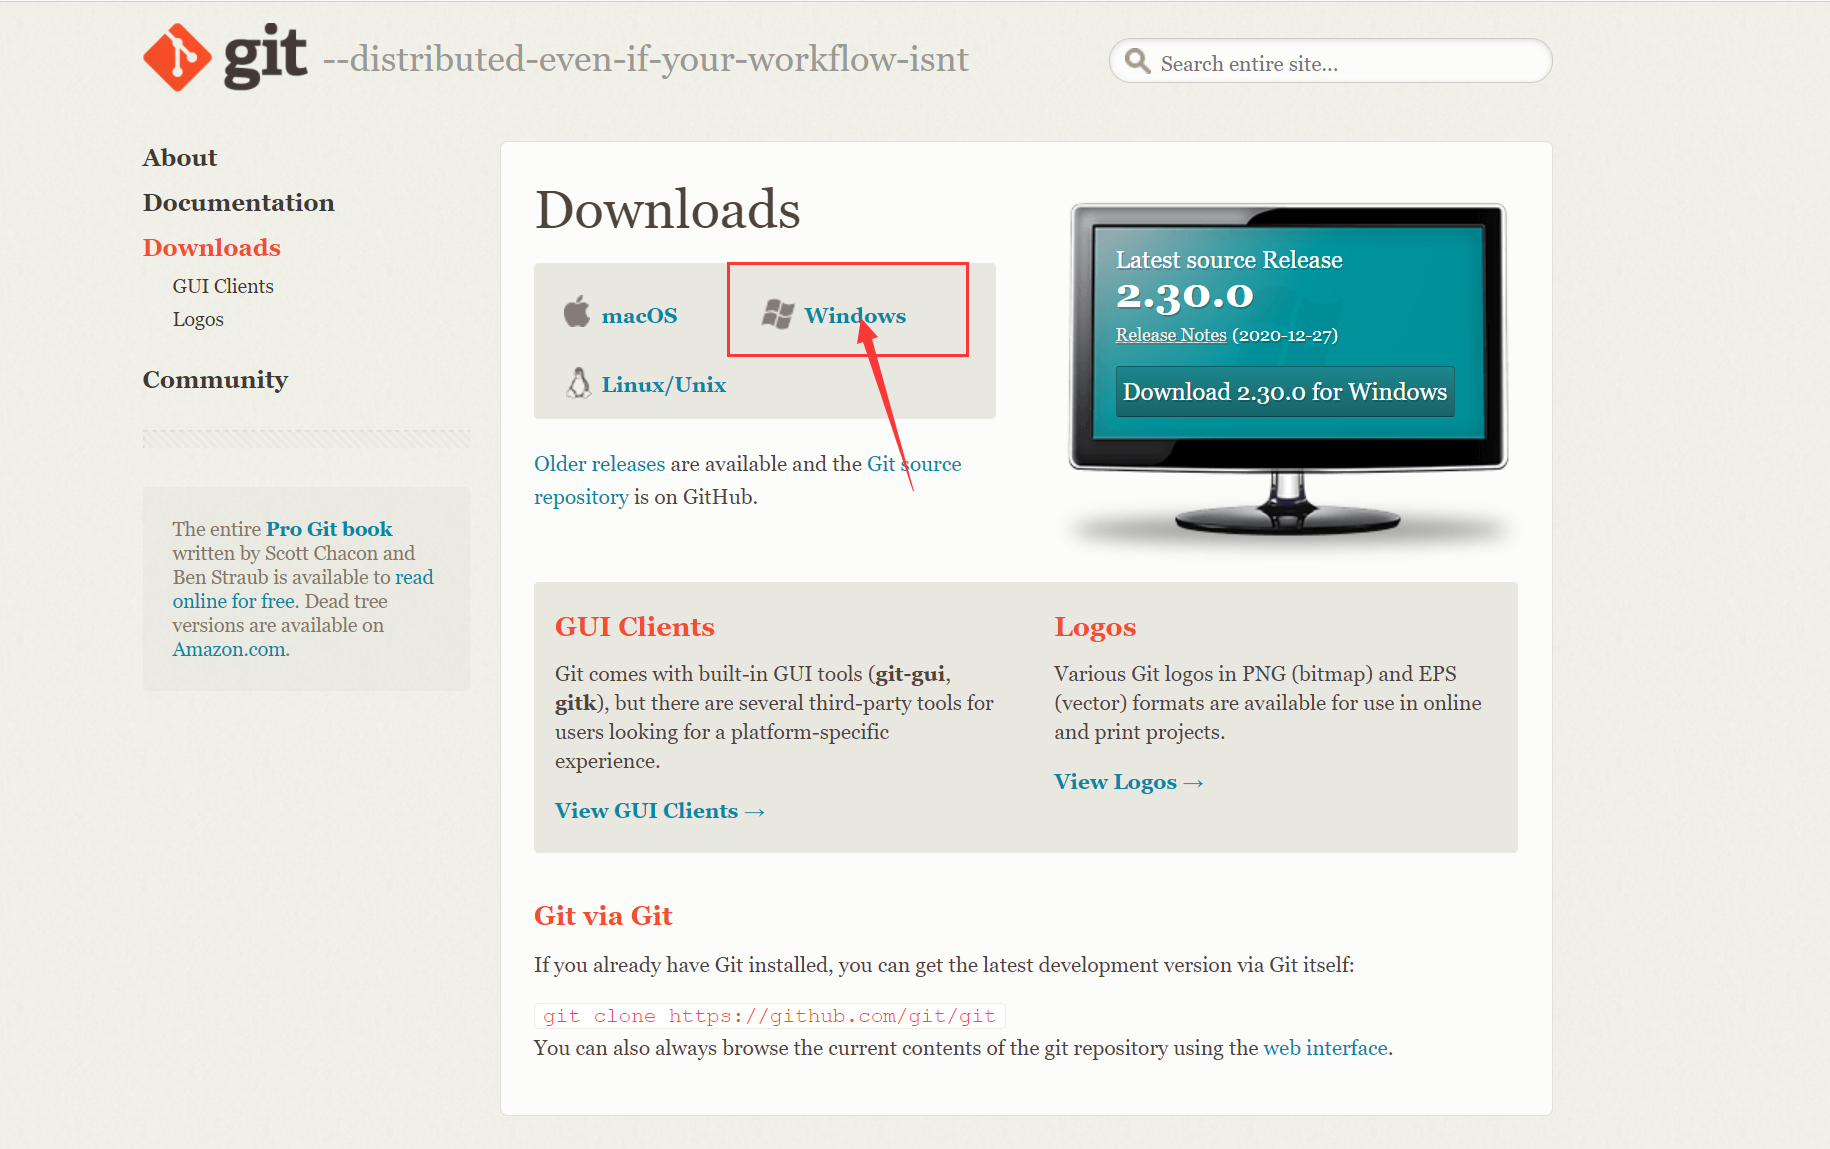 git --distributed-even-if-your-workflow-isnt
Search entire site...
About
Documentation
Downloads
GUI Clients
Logos
Community
The entire Pro Git book
written by Scott Chacon and
Ben Straub is available to read
online for free. Dead tree
versions are available on
Amazon.com.
Downloads
macOS
Windows
Linux/Unix
Older releases are available and the Git source
repository is on GitHub.
Latest source Release
2.30.0
Release Notes (2020-12-27)
Download 2.30.0 for Windows
GUI Clients
Git comes with built-in GUI tools (git-gui,
gitk), but there are several third-party tools for
users looking for a platform-specific
experience.
View GUI Clients →
Logos
Various Git logos in PNG (bitmap) and EPS
(vector) formats are available for use in online
and print projects.
View Logos →
Git via Git
If you already have Git installed, you can get the latest development version via Git itself:
git clone https://github.com/git/git
You can also always browse the current contents of the git repository using the web interface.